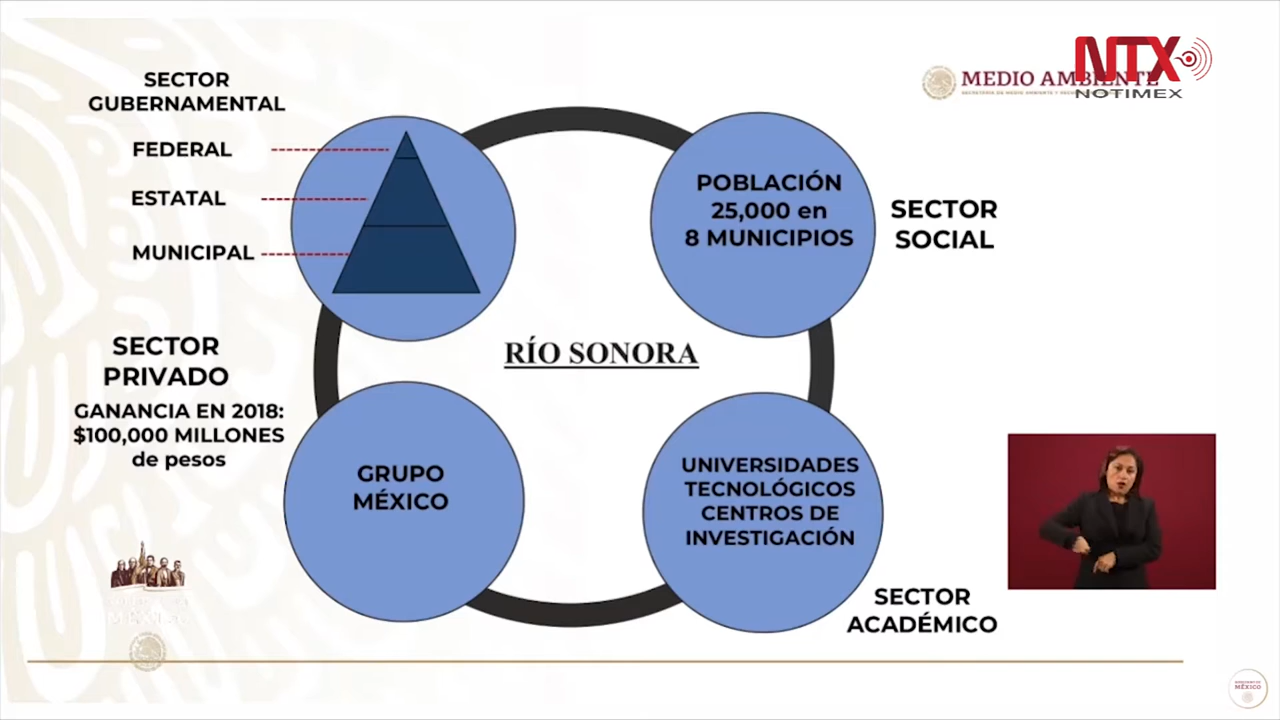 SECTOR
GUBERNAMENTAL
FEDERAL
ESTATAL
MUNICIPAL
NTX
NOTIMEX
MEDIO AMBIENTE
POBLACIÓN
25,000 en
8 MUNICIPIOS
SECTOR
SOCIAL
RÍO SONORA
SECTOR
PRIVADO
GANANCIA EN 2018:
$100,000 MILLONES
de pesos
GRUPO
MÉXICO
UNIVERSIDADES
TECNOLÓGICOS
CENTROS DE
INVESTIGACIÓN
SECTOR
ACADÉMICO
MÉXICO
MÉXICO